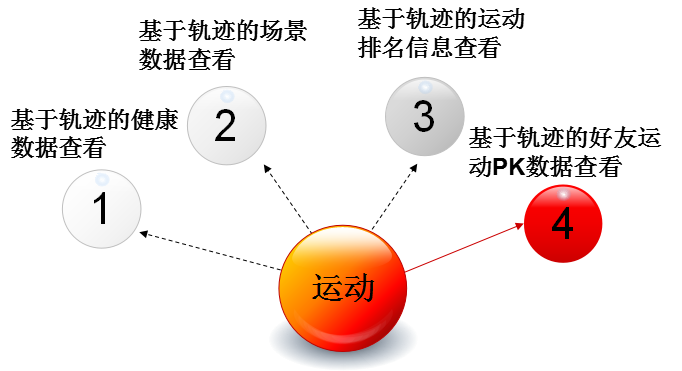 基于轨迹的健康
数据查看
1
基于轨迹的场景
数据查看
2
基于轨迹的运动
排名信息查看
3
基于轨迹的好友运
动PK数据查看
4
运动